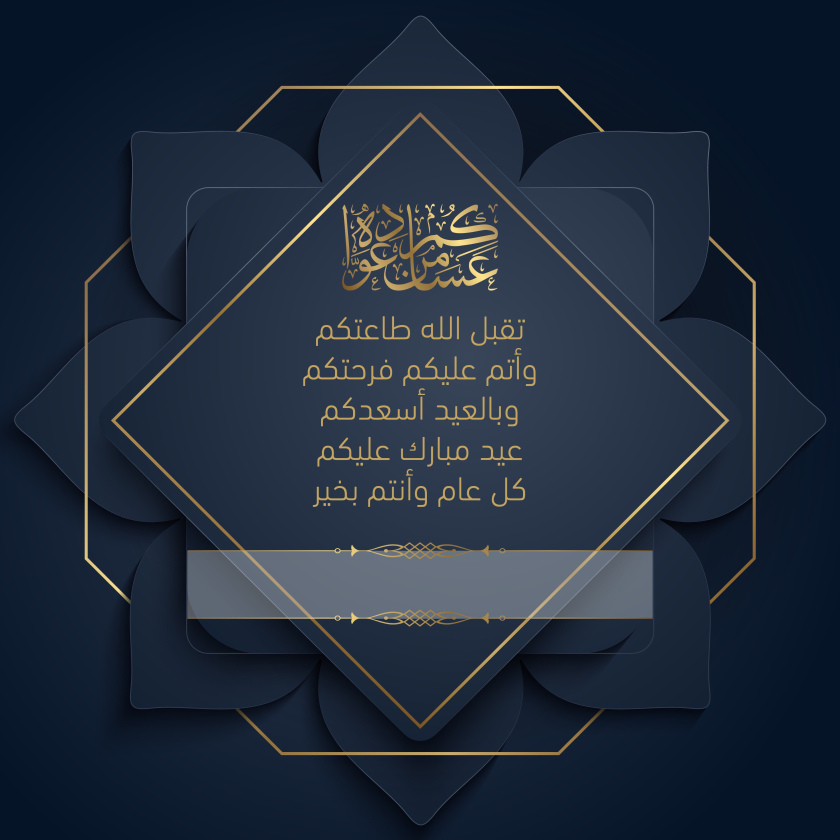 عساكم من عواده
تقبل الله طاعتكم
وأتم عليكم فرحتكم
وبالعيد أسعدكم
عيد مبارك عليكم
كل عام وأنتم بخير